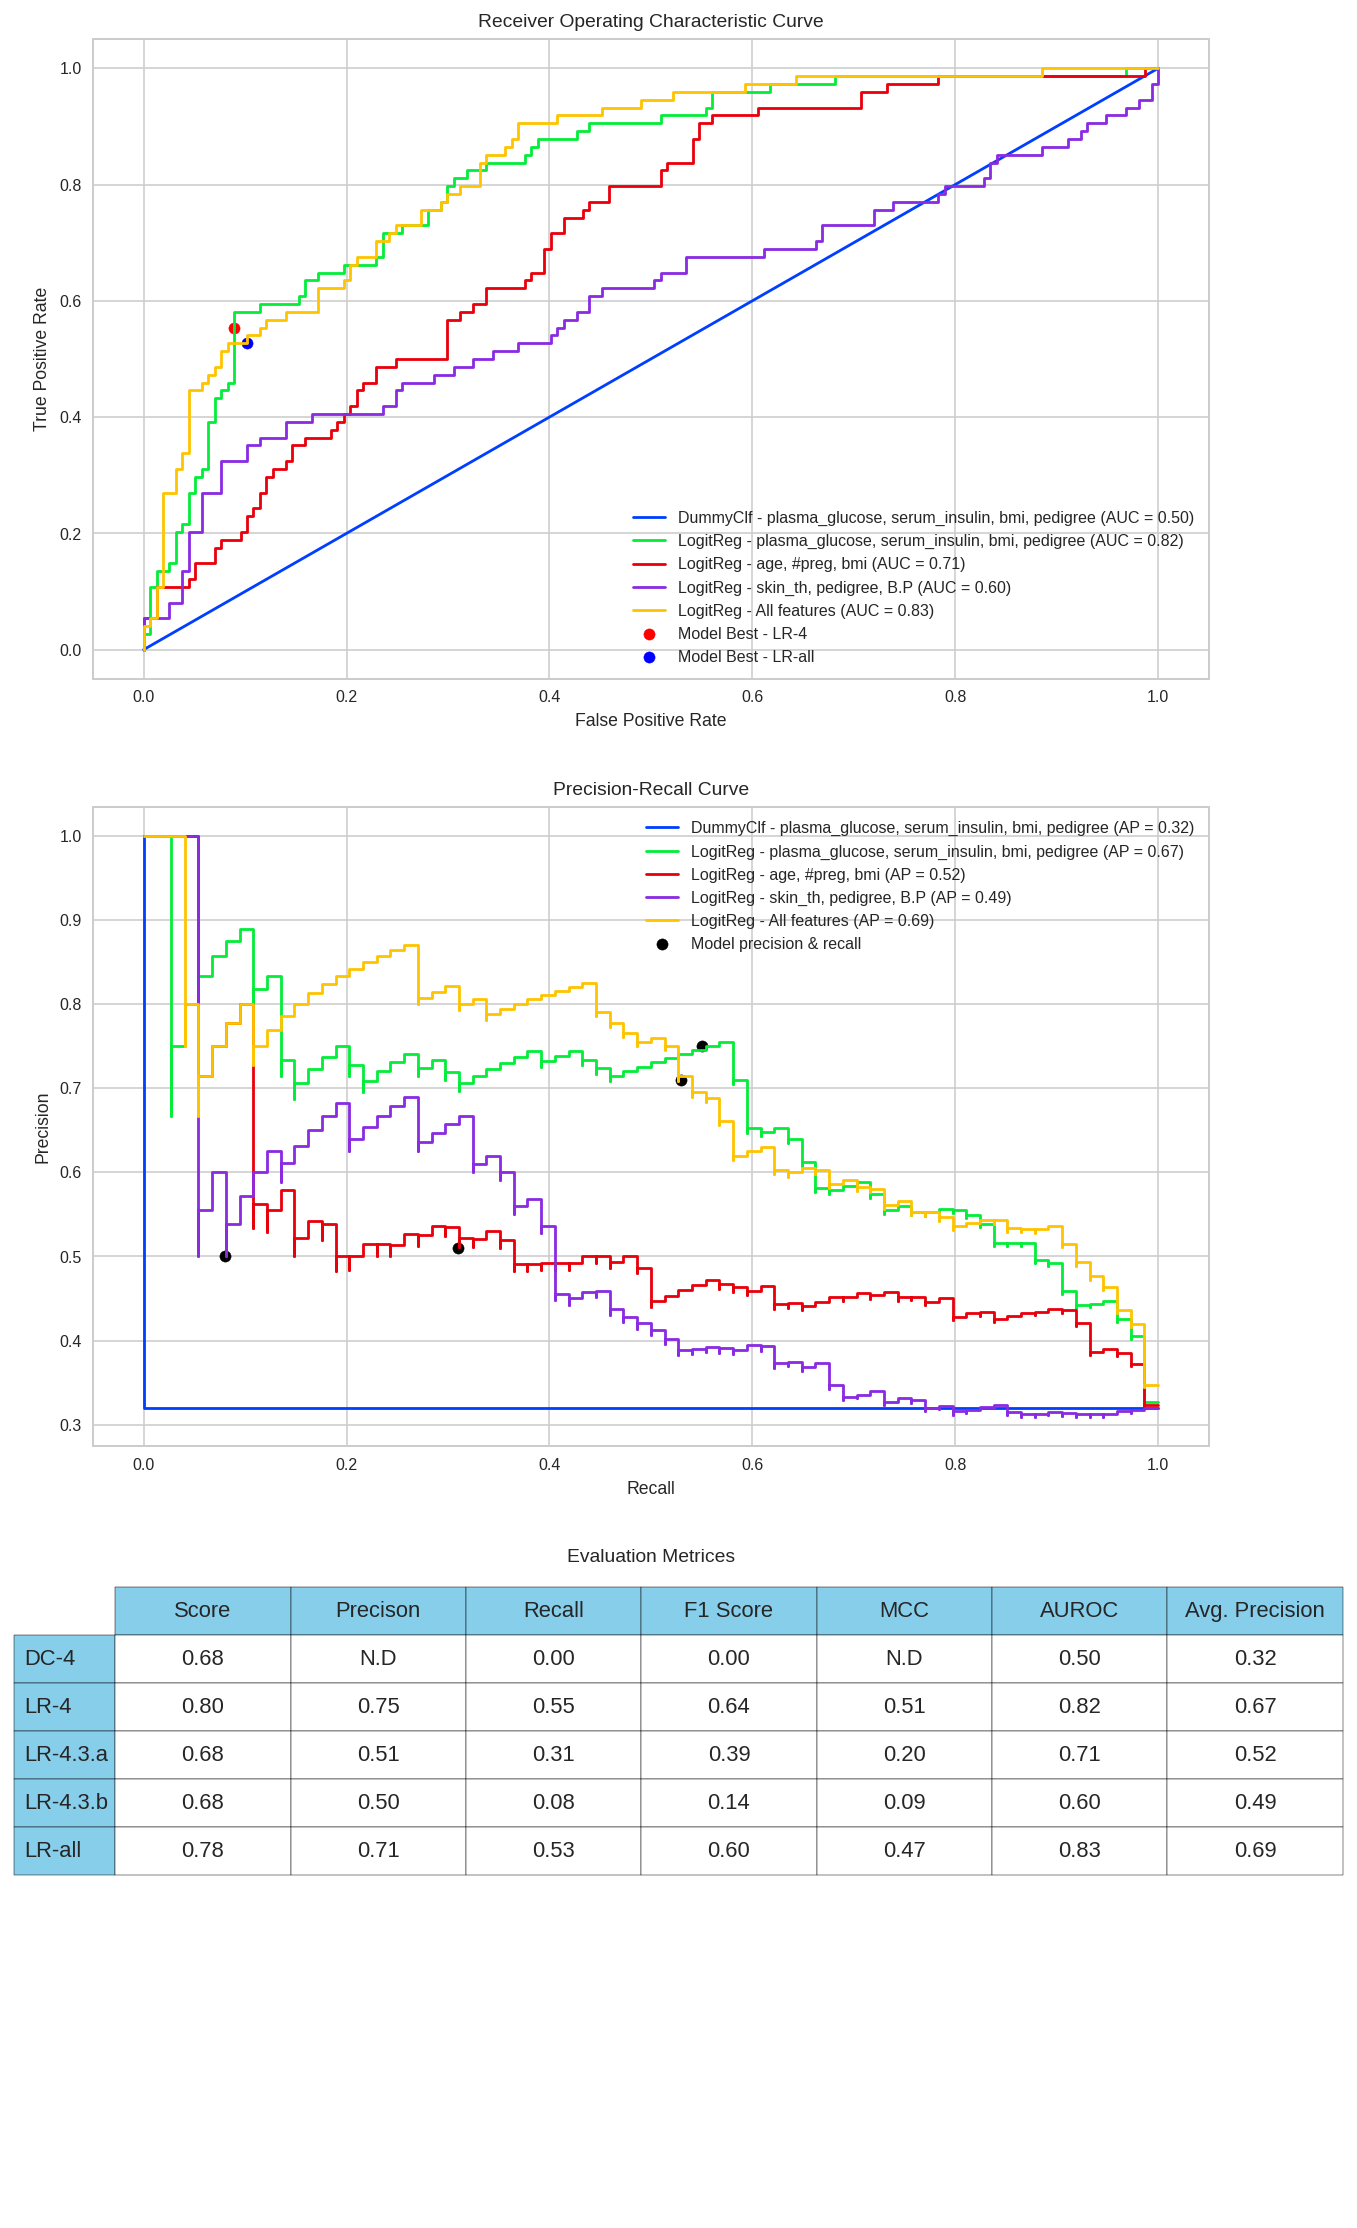 Receiver Operating Characteristic Curve
1.0
0.8
0.6
0.4
0.2
0.0
True Positive Rate
DummyClf - plasma_glucose, serum_insulin, bmi, pedigree (AUC = 0.50)
LogitReg - plasma_glucose, serum_insulin, bmi, pedigree (AUC = 0.82)
LogitReg - age, #preg, bmi (AUC = 0.71)
LogitReg - skin_th, pedigree, B.P (AUC = 0.60)
LogitReg - All features (AUC = 0.83)
Model Best - LR-4
Model Best - LR-all
0.0 0.2 0.4 0.6 0.8 1.0
False Positive Rate
Precision-Recall Curve
1.0
0.9
0.8
0.7
0.6
0.5
0.4
0.3
Precision
DummyClf - plasma_glucose, serum_insulin, bmi, pedigree (AP = 0.32)
LogitReg - plasma_glucose, serum_insulin, bmi, pedigree (AP = 0.67)
LogitReg - age, #preg, bmi (AP = 0.52)
LogitReg - skin_th, pedigree, B.P (AP = 0.49)
LogitReg - All features (AP = 0.69)
Model precision & recall
0.0 0.2 0.4 0.6 0.8 1.0
Recall
Evaluation Metrices
Score Precison Recall F1 Score MCC AUROC Avg. Precision
DC-4 0.68 N.D 0.00 0.00 N.D 0.50 0.32
LR-4 0.80 0.75 0.55 0.64 0.51 0.82 0.67
LR-4.3.a 0.68 0.51 0.31 0.39 0.20 0.71 0.52
LR-4.3.b 0.68 0.50 0.08 0.14 0.09 0.60 0.49
LR-all 0.78 0.71 0.53 0.60 0.47 0.83 0.69